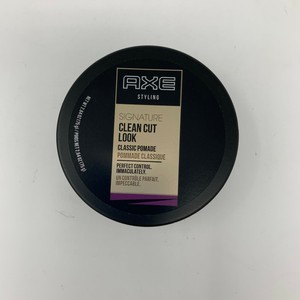 AXE
STYLING
SIGNATURE
CLEAN CUT
LOOK
CLASSIC POMADE
POMMADE CLASSIQUE
PERFECT CONTROL,
IMMACULATELY.
UN CONTRÔLE PARFAIT,
IMPECCABLE.